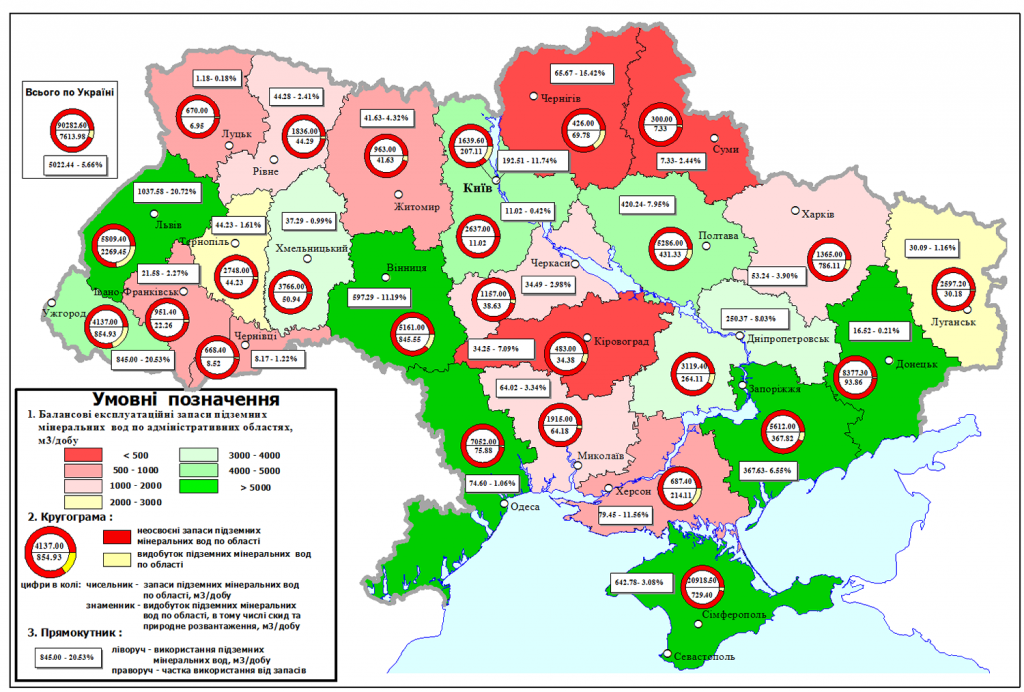 Всього по Україні
90282.60
7613.98
5022.44 - 5.66%
1.18- 0.18%
670.00
6.95
Луцьк
44.28 - 2.41%
1836.00
44.29
Рівне
41.63- 4.32%
963.00
41.63
Житомир
1639.60
207.11
192.51 - 11.74%
Київ
65.67 - 15.42%
Чернігів
426.00
69.78
300.00
7.33
Суми
7.33- 2.44%
1037.58 - 20.72%
Львів
5809.40
2269.45
44.23 - 1.61%
Тернопіль
2748.00
44.23
37.29 - 0.99%
Хмельницький
3766.00
50.94
11.02 - 0.42%
2637.00
11.02
420.24- 7.95%
Полтава
5286.00
431.33
Харків
1365.00
786.11
53.24 - 3.90%
30.09 - 1.16%
2597.20
30.18
Луганськ
21.58 - 2.27%
Івано-Франківськ
951.40
22.26
Ужгород
4137.00
854.93
845.00 - 20.53%
Чернівці
668.40
8.52
8.17 - 1.22%
Вінниця
597.29 - 11.19%
5161.00
845.55
Черкаси
34.49 - 2.98%
1157.00
38.63
34.25 - 7.09%
483.00
34.38
Кіровоград
250.37 - 8.03%
Дніпропетровськ
3119.40
264.11
16.52 - 0.21%
Донецьк
8377.30
93.86
Запоріжжя
5612.00
367.82
367.63- 6.55%
64.02 - 3.34%
1915.00
64.18
Миколаїв
7052.00
75.88
74.60 - 1.06%
Одеса
687.40
214.11
Херсон
79.45 - 11.56%
642.78- 3.08%
20918.50
729.40
Сімферополь
Севастополь
Умовні позначення
1. Балансові експлуатаційні запаси підземних
мінеральних вод по адміністративних областях,
м3/добу
< 500
500 - 1000
1000 - 2000
2000 - 3000
3000 - 4000
4000 - 5000
> 5000
2. Кругограма :
4137.00
854.93
неосвоєні запаси підземних
мінеральних вод по області
видобуток підземних мінеральних вод
по області
цифри в колі: чисельник - запаси підземних мінеральних вод
по області, м3/добу
знаменник - видобуток підземних мінеральних
вод по області, в тому числі скид та
природне розвантаження, м3/добу
3. Прямокутник :
845.00 - 20.53%
ліворуч - використання підземних
мінеральних вод, м3/добу
праворуч - частка використання від запасів